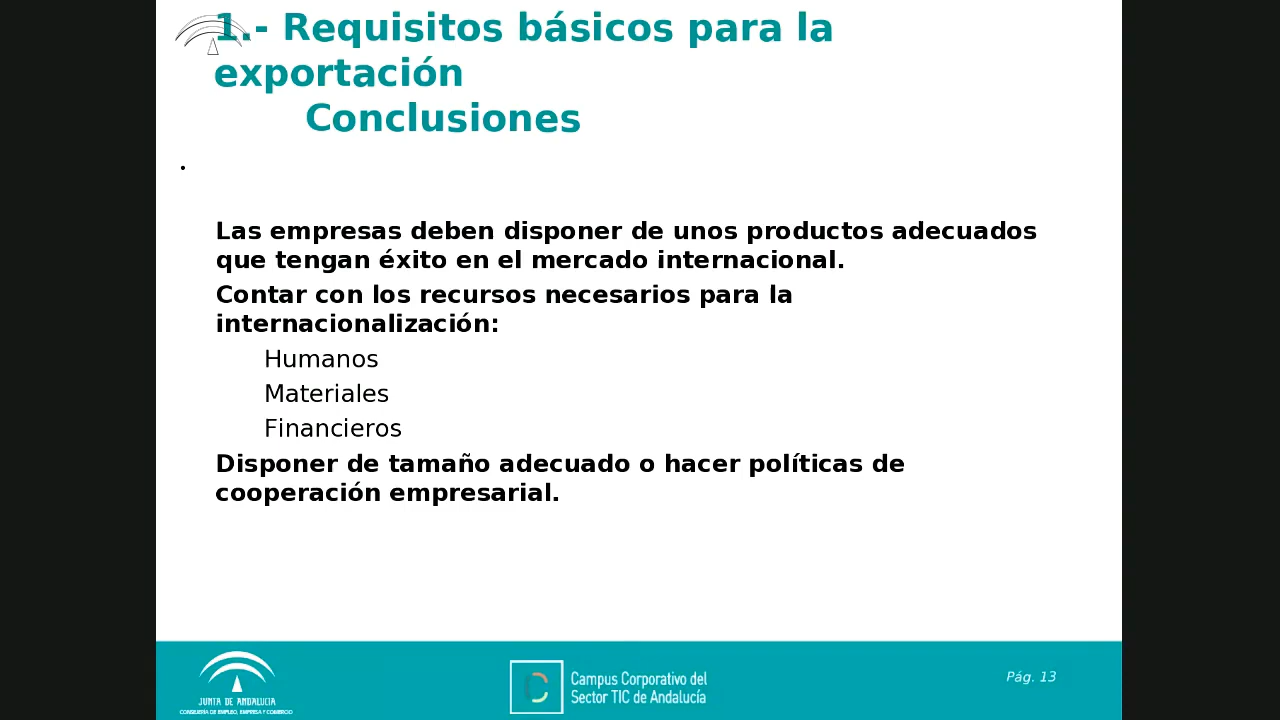 1.- Requisitos básicos para la
exportación
Conclusiones
•
Las empresas deben disponer de unos productos adecuados
que tengan éxito en el mercado internacional.
Contar con los recursos necesarios para la
internacionalización:
Humanos
Materiales
Financieros
Disponer de tamaño adecuado o hacer políticas de
cooperación empresarial.
JUNTA DE ANDALUCIA
CONSEJERÍA DE EMPLEO, EMPRESA Y COMERCIO
Campus Corporativo del
Sector TIC de Andalucía
Pág. 13